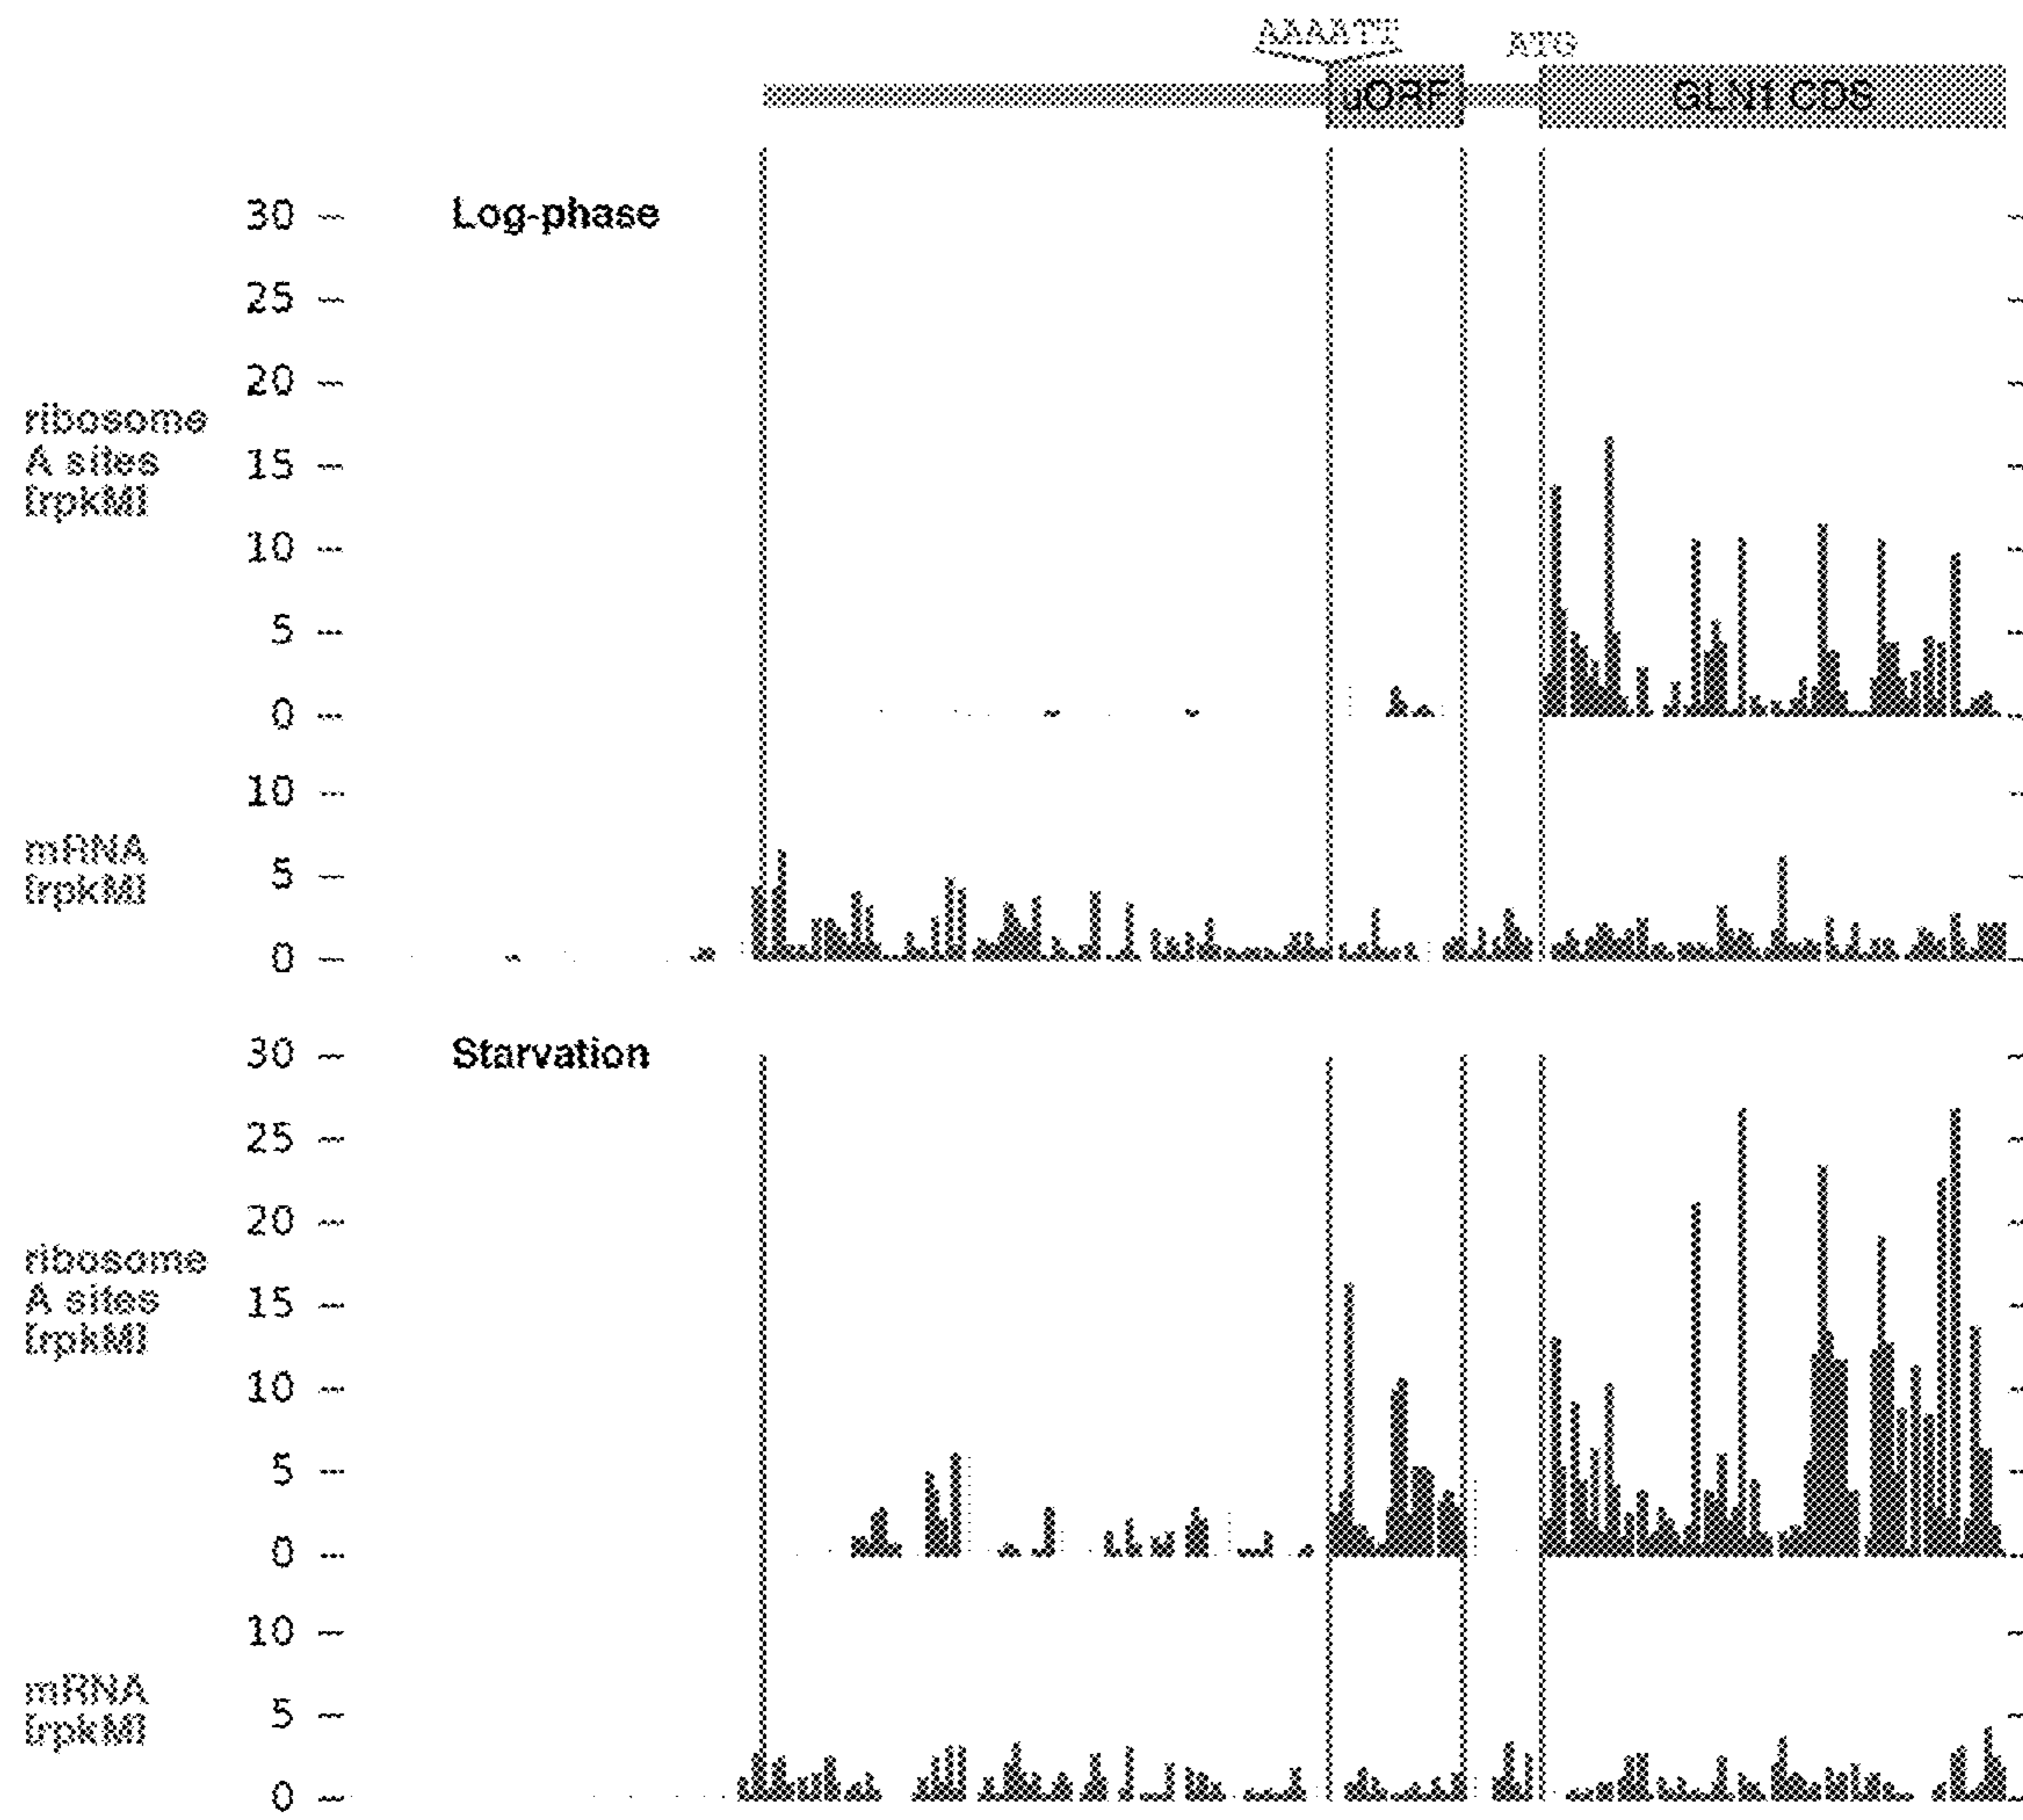 AAAATT ATG
uORF GLN1 CDS
Log-phase
30
25
20
15
10
5
0
ribosome
A sites
[rpkM]
10
5
0
mRNA
[rpkM]
Starvation
30
25
20
15
10
5
0
ribosome
A sites
[rpkM]
10
5
0
mRNA
[rpkM]